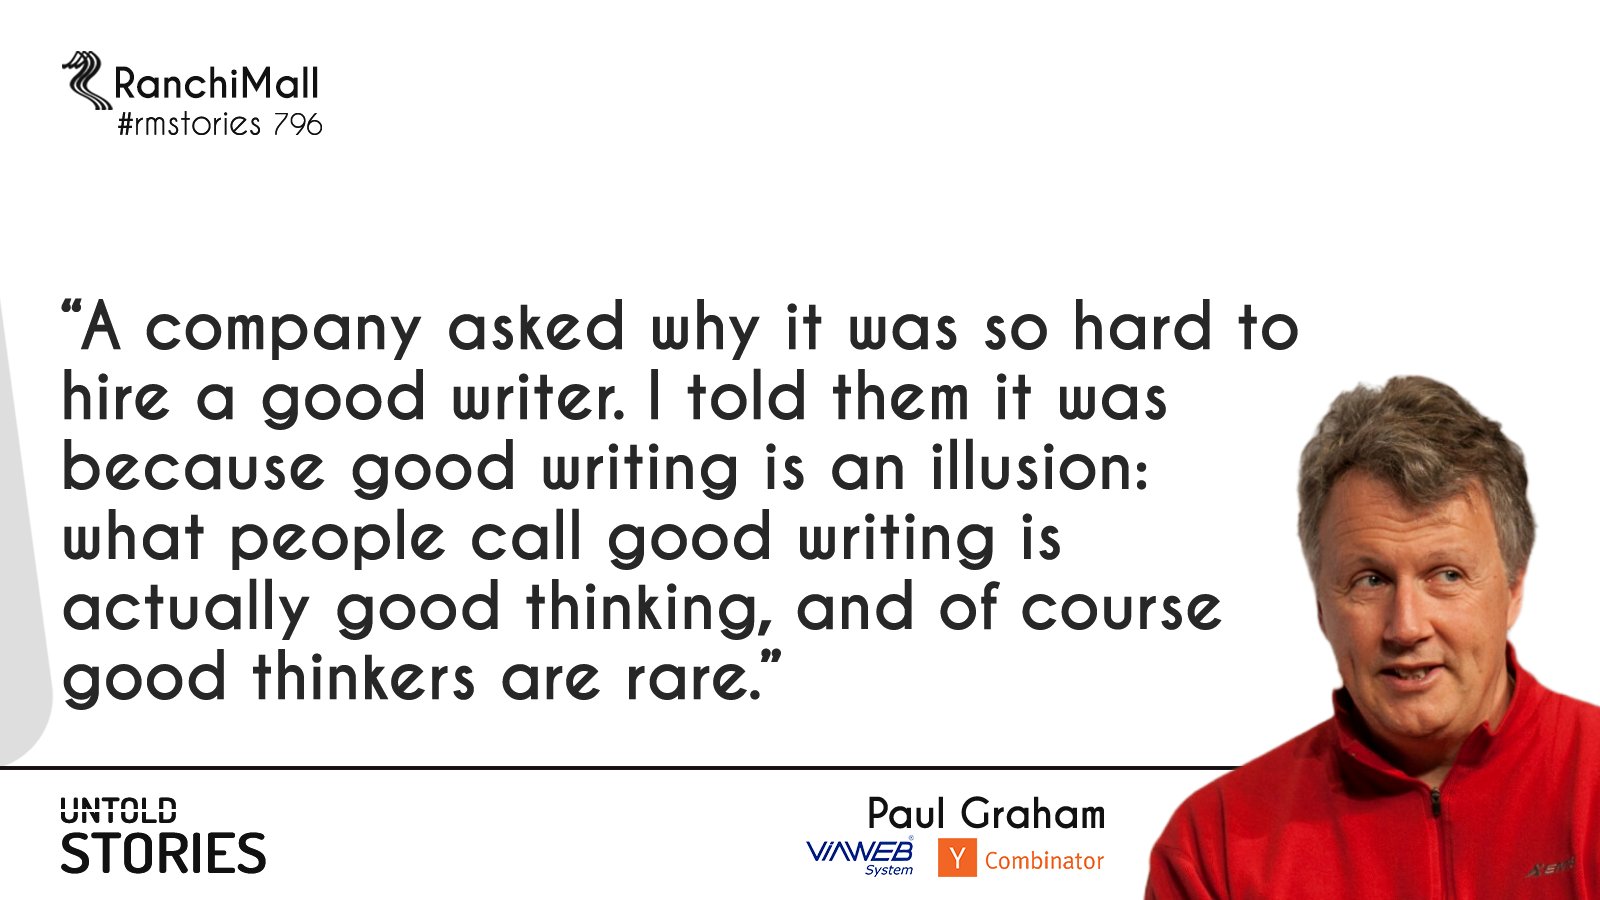 RanchiMall
#rmstories 796
“A company asked why it was so hard to
hire a good writer. I told them it was
because good writing is an illusion:
what people call good writing is
actually good thinking, and of course
good thinkers are rare.”
UNTOLD
STORIES
Paul Graham
VIAWEB®
System
Y Combinator